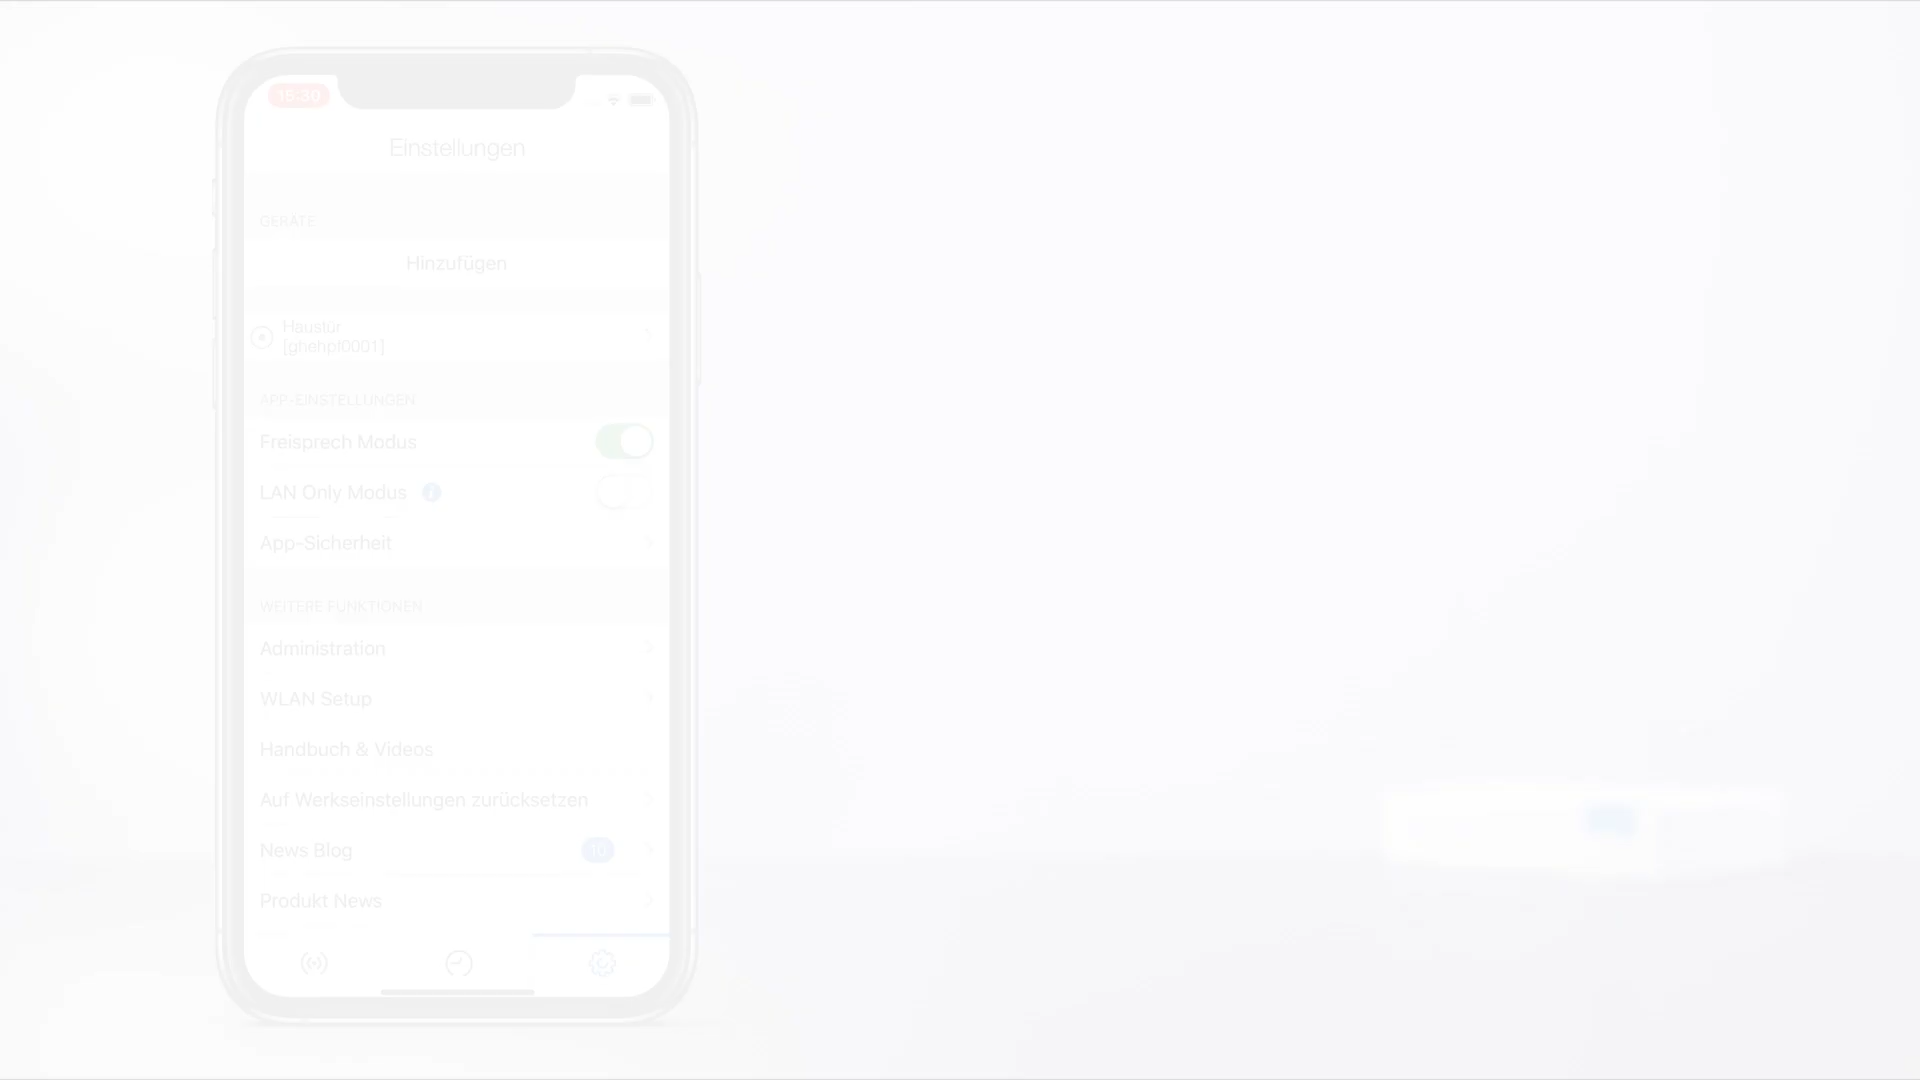 15:30
Einstellungen
GERÄTE
Hinzufügen
Haustür
[ghehpf0001]
APP-EINSTELLUNGEN
Freisprech Modus
LAN Only Modus
App-Sicherheit
WEITERE FUNKTIONEN
Administration
WLAN Setup
Handbuch & Videos
Auf Werkseinstellungen zurücksetzen
News Blog 10
Produkt News